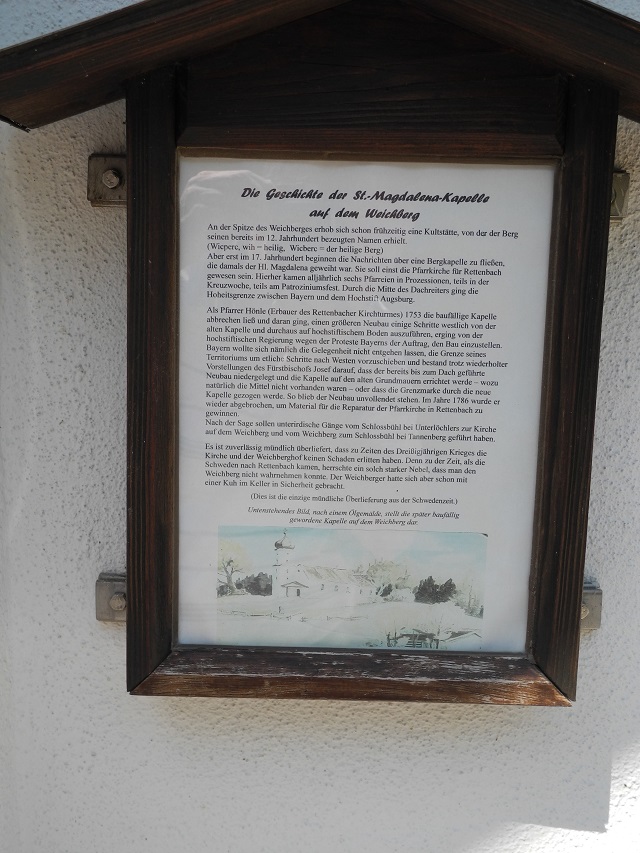 Die Geschichte der St.-Magdalena-Kapelle
auf dem Weichberg
An der Spitze des Weichberges erhob sich schon frühzeitig eine Kultstätte, von der der Berg
seinen bereits im 12. Jahrhundert bezeugten Namen erhielt.
(Wieperc, wih = heilig, Wicberc = der heilige Berg)
Aber erst im 17. Jahrhundert beginnen die Nachrichten über eine Bergkapelle zu fließen,
die damals der Hl. Magdalena geweiht war. Sie soll einst die Pfarrkirche für Rettenbach
gewesen sein. Hierher kamen alljährlich sechs Pfarreien in Prozessionen, teils in der
Kreuzwoche, teils am Patroziniumsfest. Durch die Mitte des Dachreiters ging die
Hoheitsgrenze zwischen Bayern und dem Hochstift Augsburg.
Als Pfarrer Hönle (Erbauer des Rettenbacher Kirchturmes) 1753 die baufällige Kapelle
abbrechen ließ und daran ging, einen größeren Neubau einige Schritte westlich von der
alten Kapelle und durchaus auf hochstiftischem Boden auszuführen, erging von der
hochstiftischen Regierung wegen der Proteste Bayerns der Auftrag, den Bau einzustellen.
Bayern wollte sich nämlich die Gelegenheit nicht entgehen lassen, die Grenze seines
Territoriums um etliche Schritte nach Westen vorzuschieben und bestand trotz wiederholter
Vorstellungen des Fürstbischofs Josef darauf, dass der bereits bis zum Dach geführte
Neubau niedergelegt und die Kapelle auf den alten Grundmauern errichtet werde – wozu
natürlich die Mittel nicht vorhanden waren – oder dass die Grenzmarke durch die neue
Kapelle gezogen werde. So blieb der Neubau unvollendet stehen. Im Jahre 1786 wurde er
wieder abgebrochen, um Material für die Reparatur der Pfarrkirche in Rettenbach zu
gewinnen.
Nach der Sage sollen unterirdische Gänge vom Schlossbühl bei Unterlöchlers zur Kirche
auf dem Weichberg und vom Weichberg zum Schlossbühl bei Tannenberg geführt haben.
Es ist zuverlässig mündlich überliefert, dass zu Zeiten des Dreißigjährigen Krieges die
Kirche und der Weichberghof keinen Schaden erlitten haben. Denn zu der Zeit, als die
Schweden nach Rettenbach kamen, herrschte ein solch starker Nebel, dass man den
Weichberg nicht wahrnehmen konnte. Der Weichberger hatte sich aber schon mit
einer Kuh im Keller in Sicherheit gebracht.
(Dies ist die einzige mündliche Überlieferung aus der Schwedenzeit.)
Untenstehendes Bild, nach einem Ölgemälde, stellt die später baufällig
gewordene Kapelle auf dem Weichberg dar.